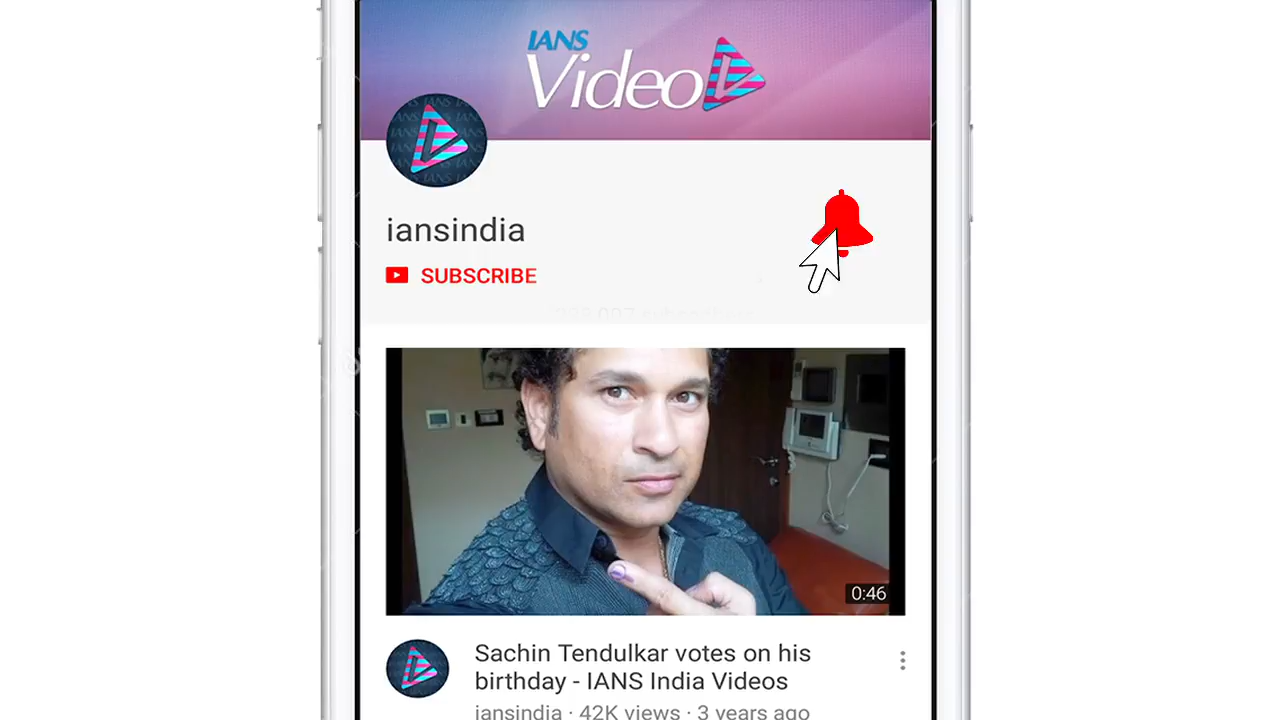 IANS
Video
iansindia
SUBSCRIBE
0:46
Sachin Tendulkar votes on his
birthday - IANS India Videos
iansindia · 42K views · 3 years ago